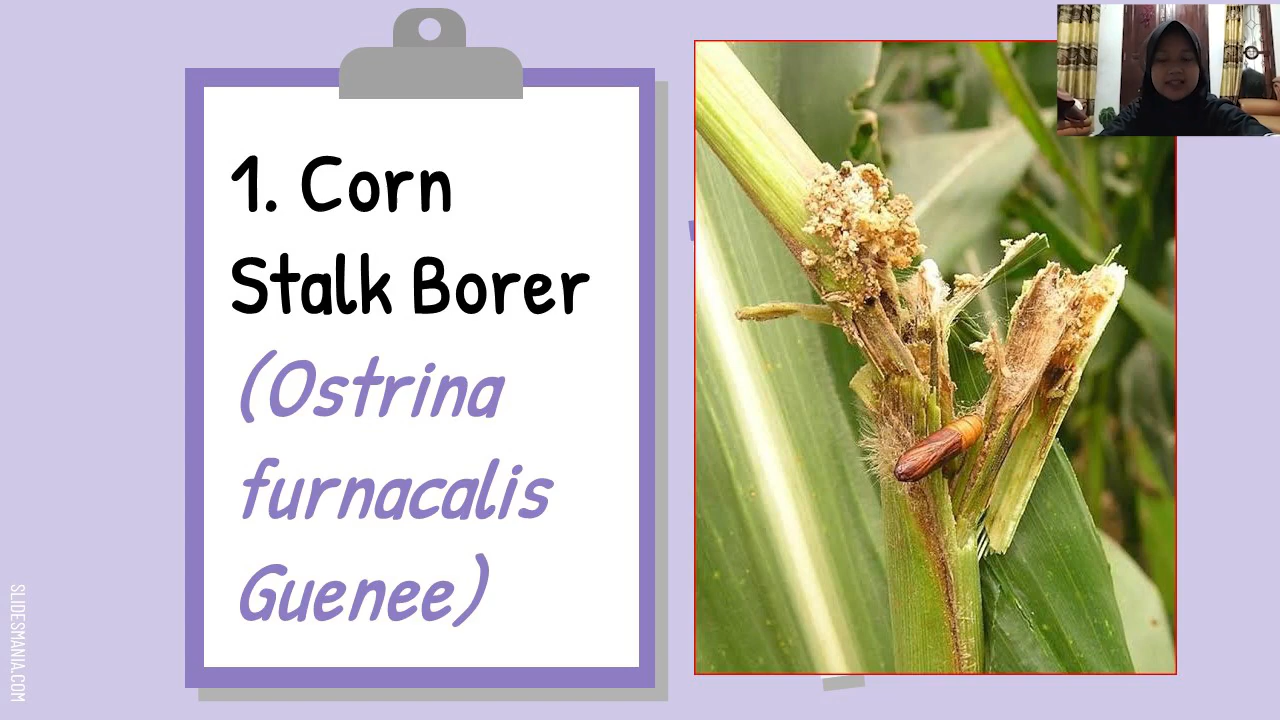 1. Corn
Stalk Borer
(Ostrina
furnacalis
Guenee)
SLIDESMANIA.COM